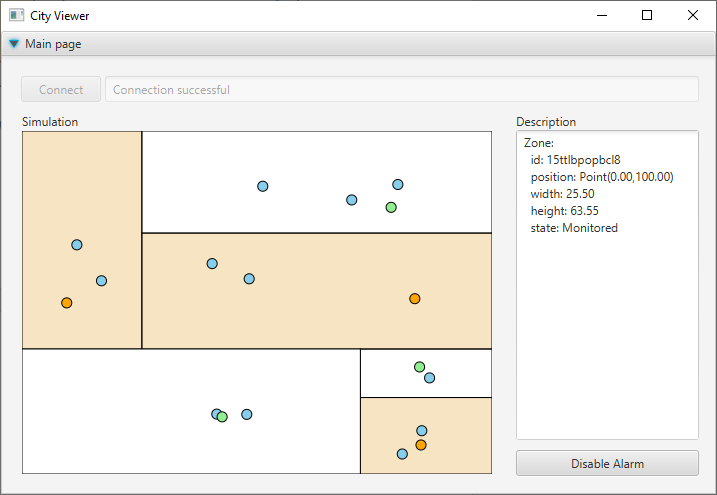 City Viewer
Main page
Connect
Connection successful
Simulation
Description
Zone:
id: 15ttlbpopbcl8
position: Point(0.00,100.00)
width: 25.50
height: 63.55
state: Monitored
Disable Alarm